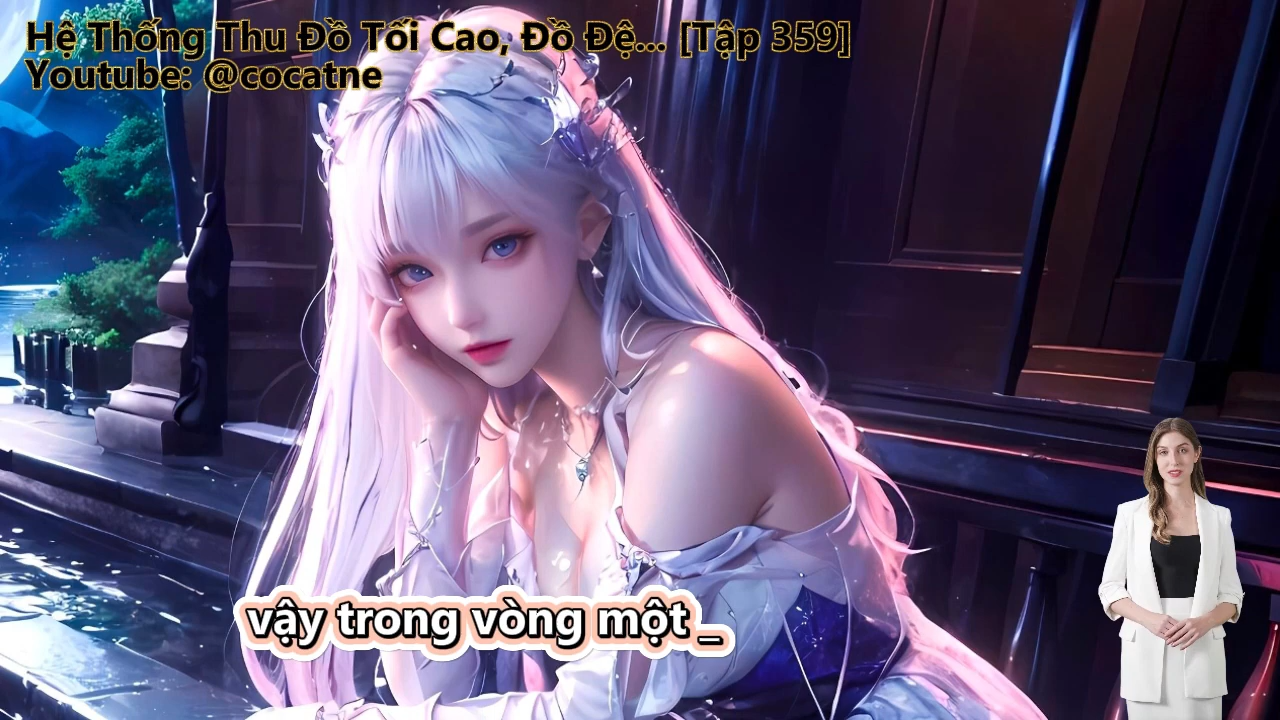 Hệ Thống Thu Đồ Tối Cao, Đồ Đệ... [Tập 359]
Youtube: @cocatne
vậy trong vòng một _